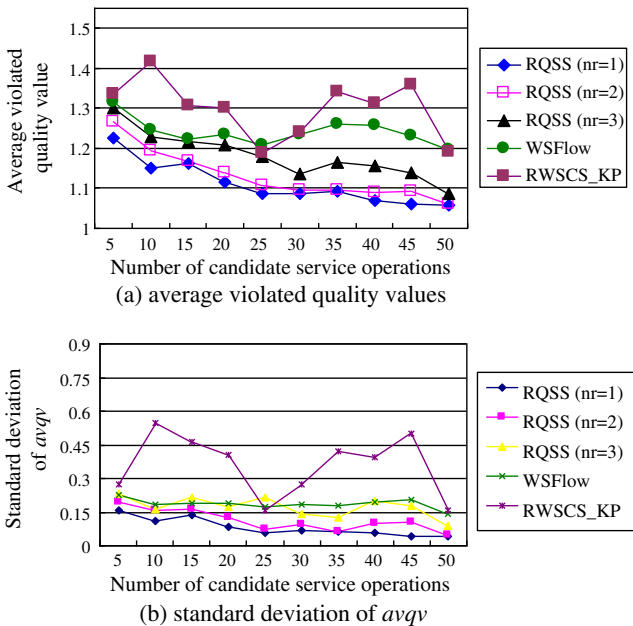 Average violated
quality value
1.5
1.4
1.3
1.2
1.1
1
5 10 15 20 25 30 35 40 45 50
Number of candidate service operations
RQSS (nr=1)
RQSS (nr=2)
RQSS (nr=3)
WSFlow
RWSCS_KP
(a) average violated quality values
Standard deviation
of avqv
0.9
0.75
0.6
0.45
0.3
0.15
0
5 10 15 20 25 30 35 40 45 50
Number of candidate service operations
RQSS (nr=1)
RQSS (nr=2)
RQSS (nr=3)
WSFlow
RWSCS_KP
(b) standard deviation of avqv